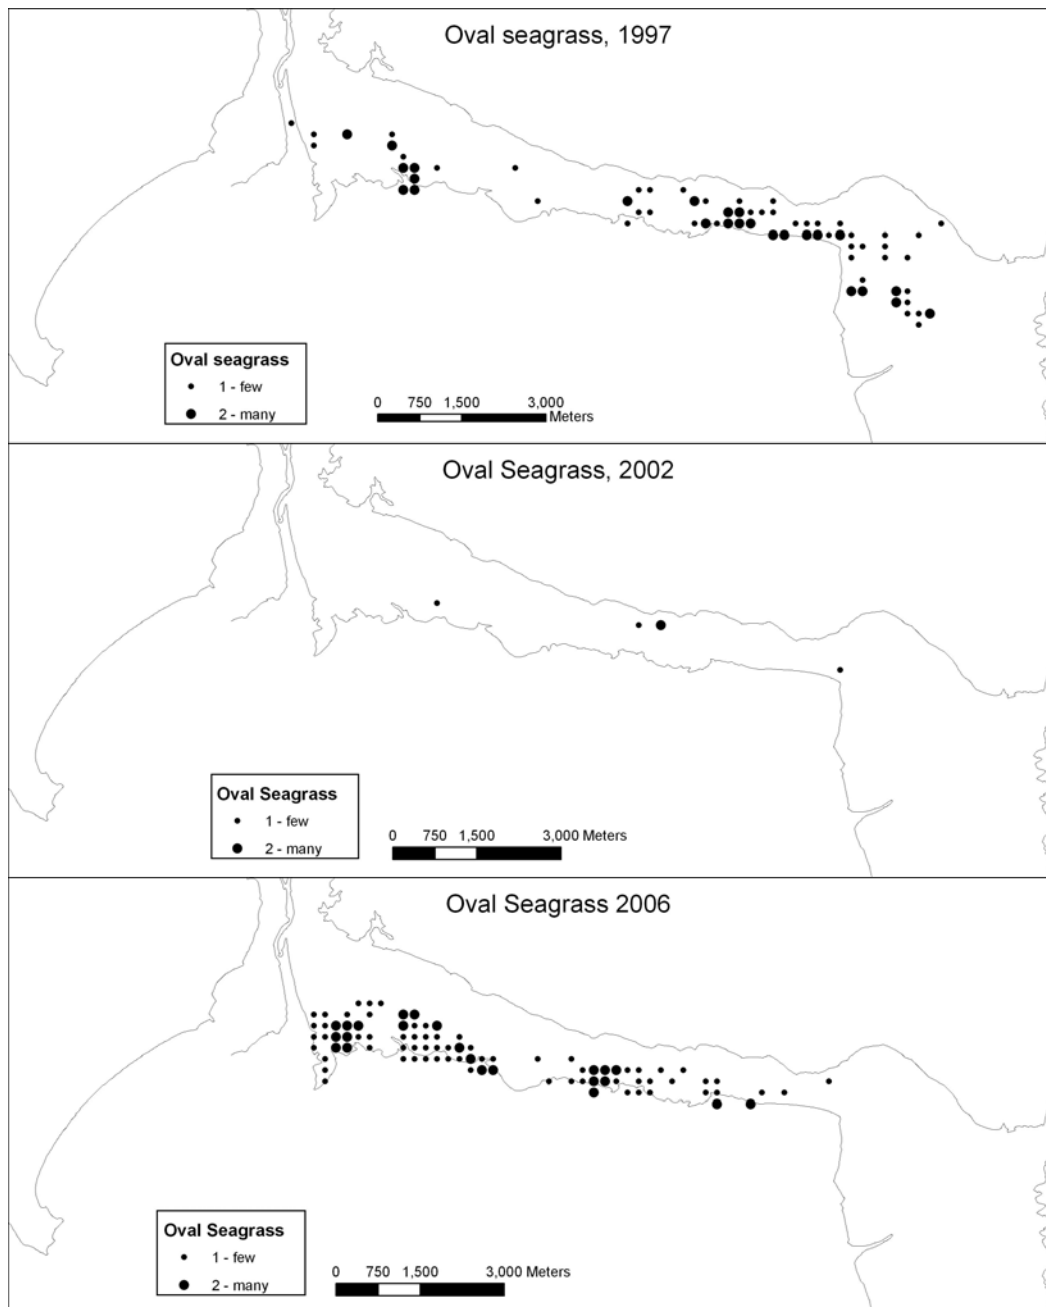 Oval seagrass, 1997
Oval seagrass
1 - few
2 - many
0 750 1,500 3,000
Meters
Oval Seagrass, 2002
Oval Seagrass
1 - few
2 - many
0 750 1,500 3,000 Meters
Oval Seagrass 2006
Oval Seagrass
1 - few
2 - many
0 750 1,500 3,000
Meters